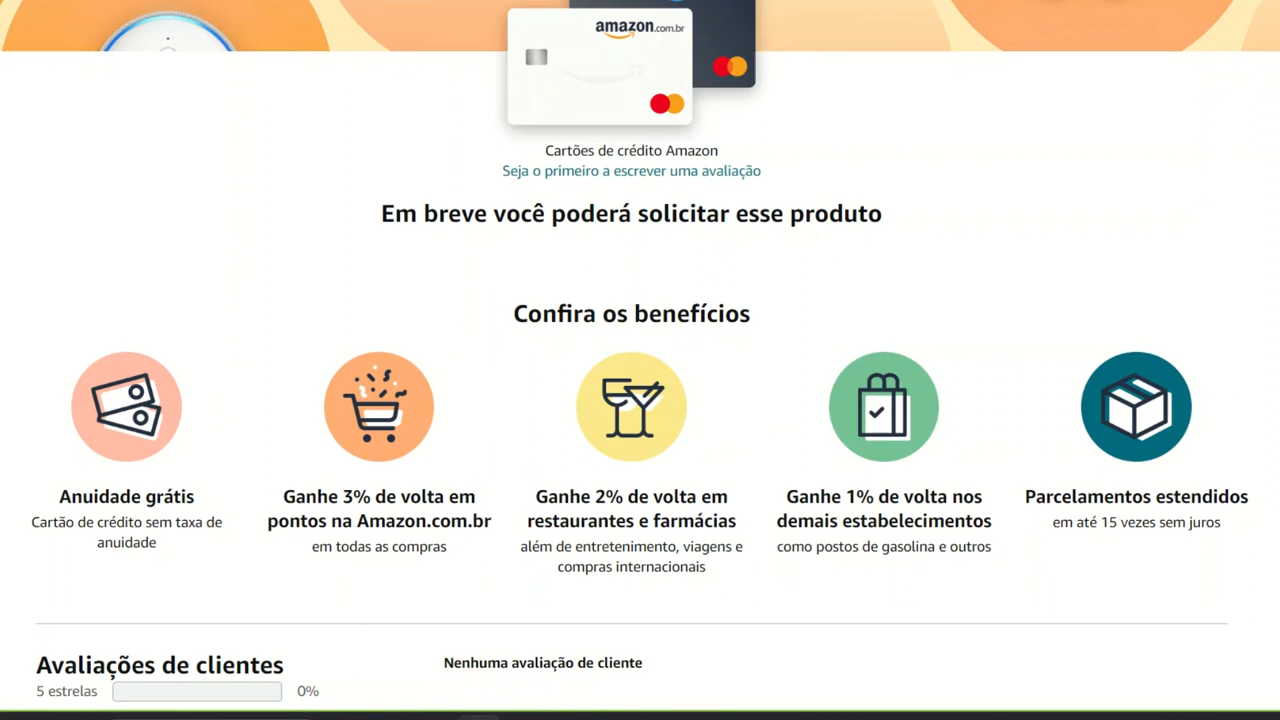 amazon.com.br
Cartões de crédito Amazon
Seja o primeiro a escrever uma avaliação
Em breve você poderá solicitar esse produto
Confira os benefícios
Anuidade grátis
Cartão de crédito sem taxa de
anuidade
Ganhe 3% de volta em
pontos na Amazon.com.br
em todas as compras
Ganhe 2% de volta em
restaurantes e farmácias
além de entretenimento, viagens e
compras internacionais
Ganhe 1% de volta nos
demais estabelecimentos
como postos de gasolina e outros
Parcelamentos estendidos
em até 15 vezes sem juros
Avaliações de clientes
5 estrelas 0%
Nenhuma avaliação de cliente